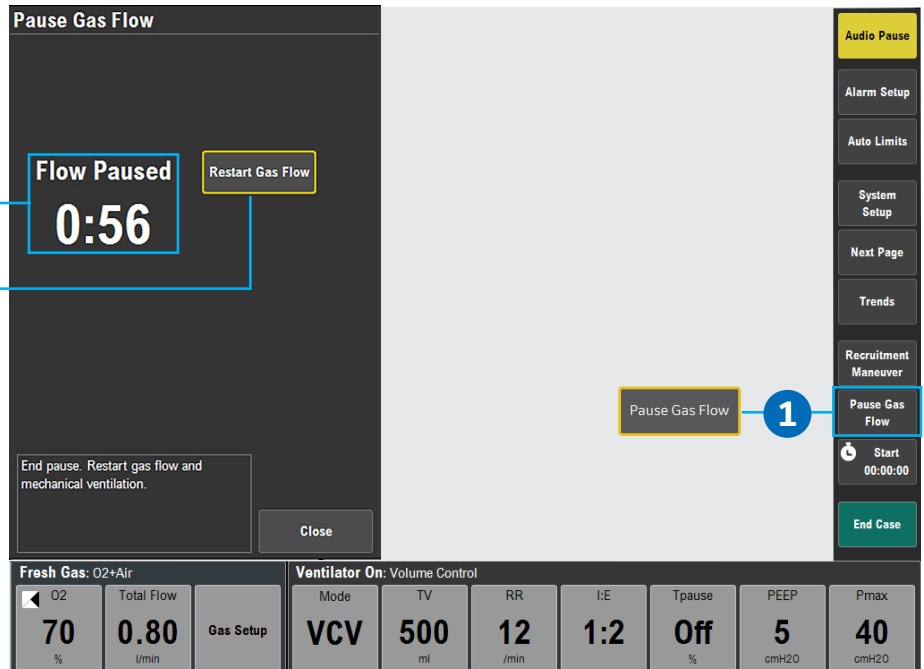 Pause Gas Flow
Flow Paused
0:56
Restart Gas Flow
End pause. Restart gas flow and
mechanical ventilation.
Close
Pause Gas Flow
1
Audio Pause
Alarm Setup
Auto Limits
System
Setup
Next Page
Trends
Recruitment
Maneuver
Pause Gas
Flow
Start
00:00:00
End Case
Fresh Gas: O2+Air
O2
70
%
Total Flow
0.80
l/min
Gas Setup
Ventilator On: Volume Control
Mode
VCV
TV
500
ml
RR
12
/min
I:E
1:2
Tpause
Off
%
PEEP
5
cmH2O
Pmax
40
cmH2O